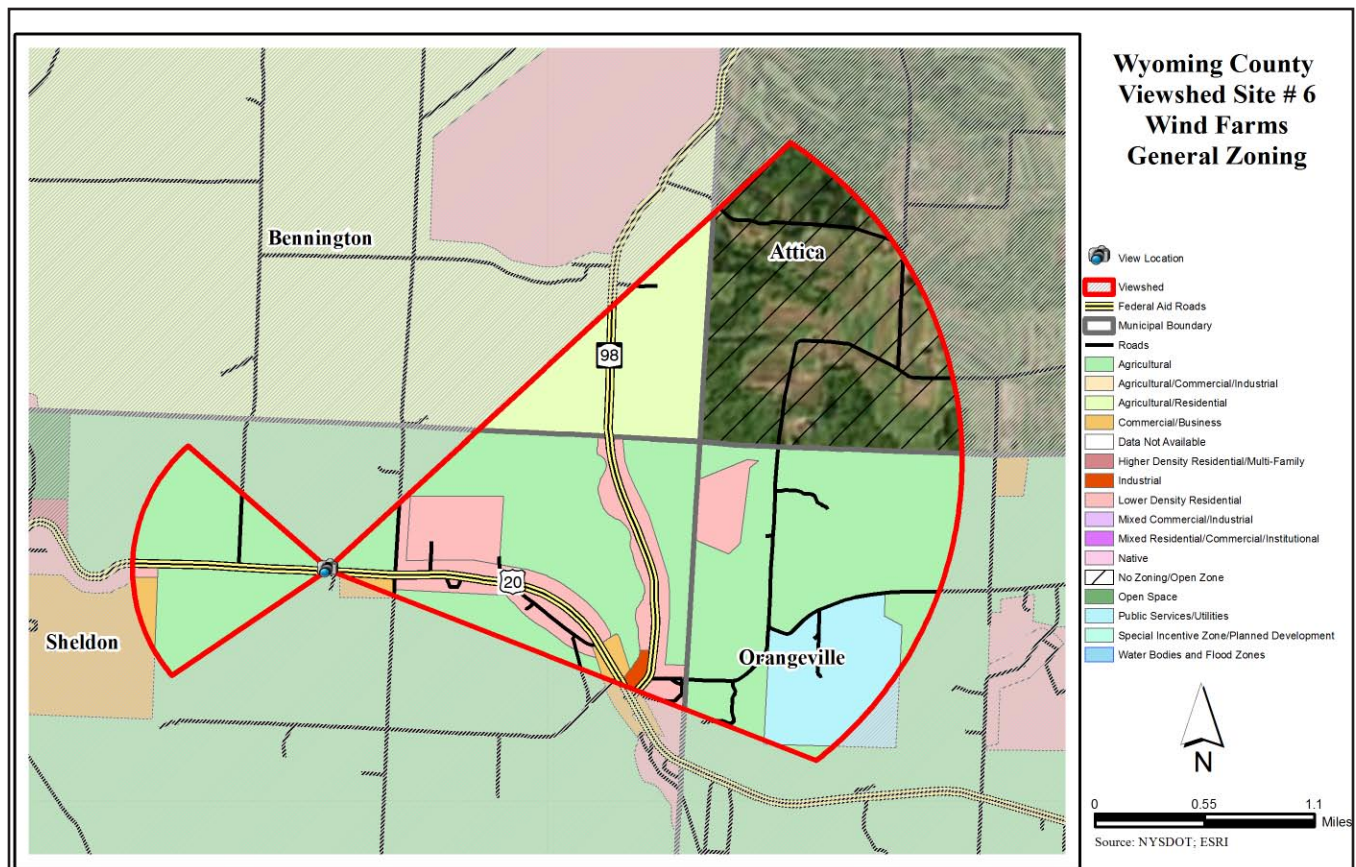 Wyoming County
Viewshed Site # 6
Wind Farms
General Zoning
Bennington
Attica
98
20
Sheldon
Orangeville
View Location
Viewshed
Federal Aid Roads
Municipal Boundary
Roads
Agricultural
Agricultural/Commercial/Industrial
Agricultural/Residential
Commercial/Business
Data Not Available
Higher Density Residential/Multi-Family
Industrial
Lower Density Residential
Mixed Commercial/Industrial
Mixed Residential/Commercial/Institutional
Native
No Zoning/Open Zone
Open Space
Public Services/Utilities
Special Incentive Zone/Planned Development
Water Bodies and Flood Zones
N
0 0.55 1.1
Miles
Source: NYSDOT; ESRI